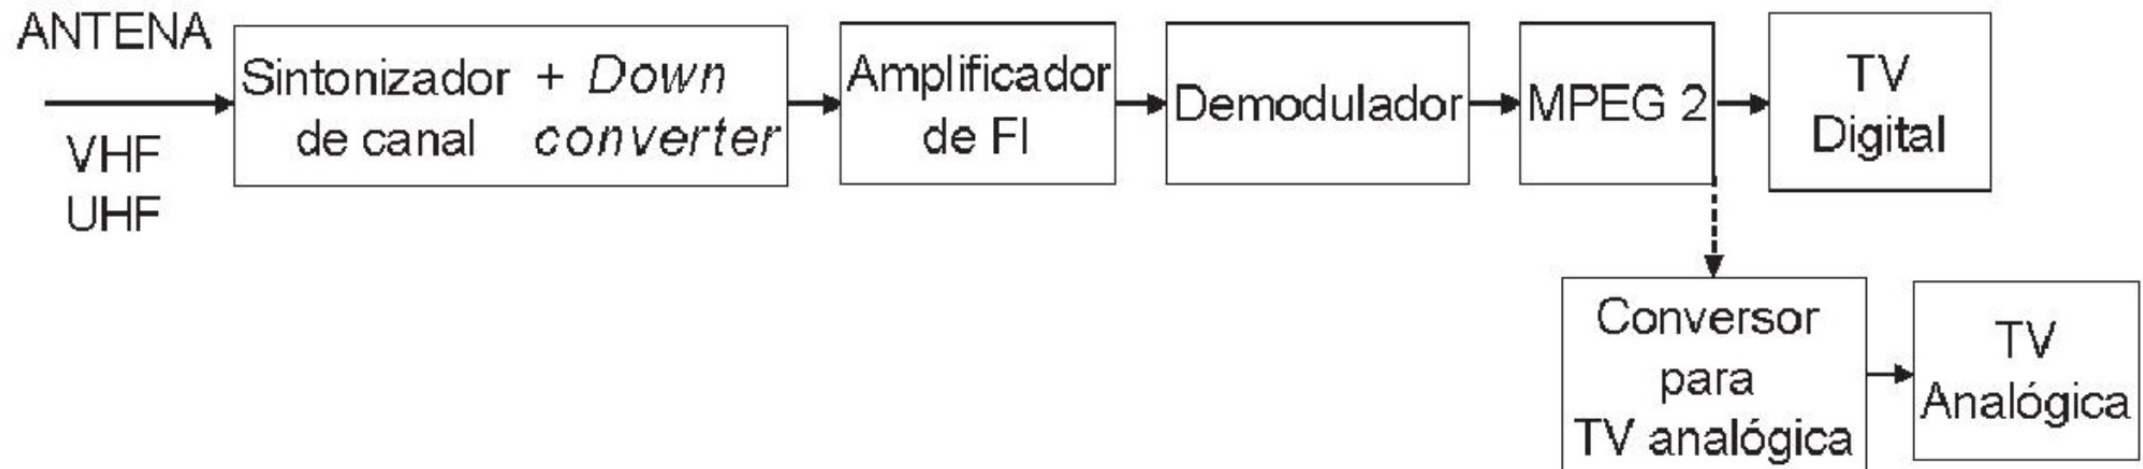 ANTENA
VHF
UHF
Sintonizador + Down
de canal converter
Amplificador
de FI
Demodulador
MPEG 2
TV
Digital
Conversor
para
TV analógica
TV
Analógica